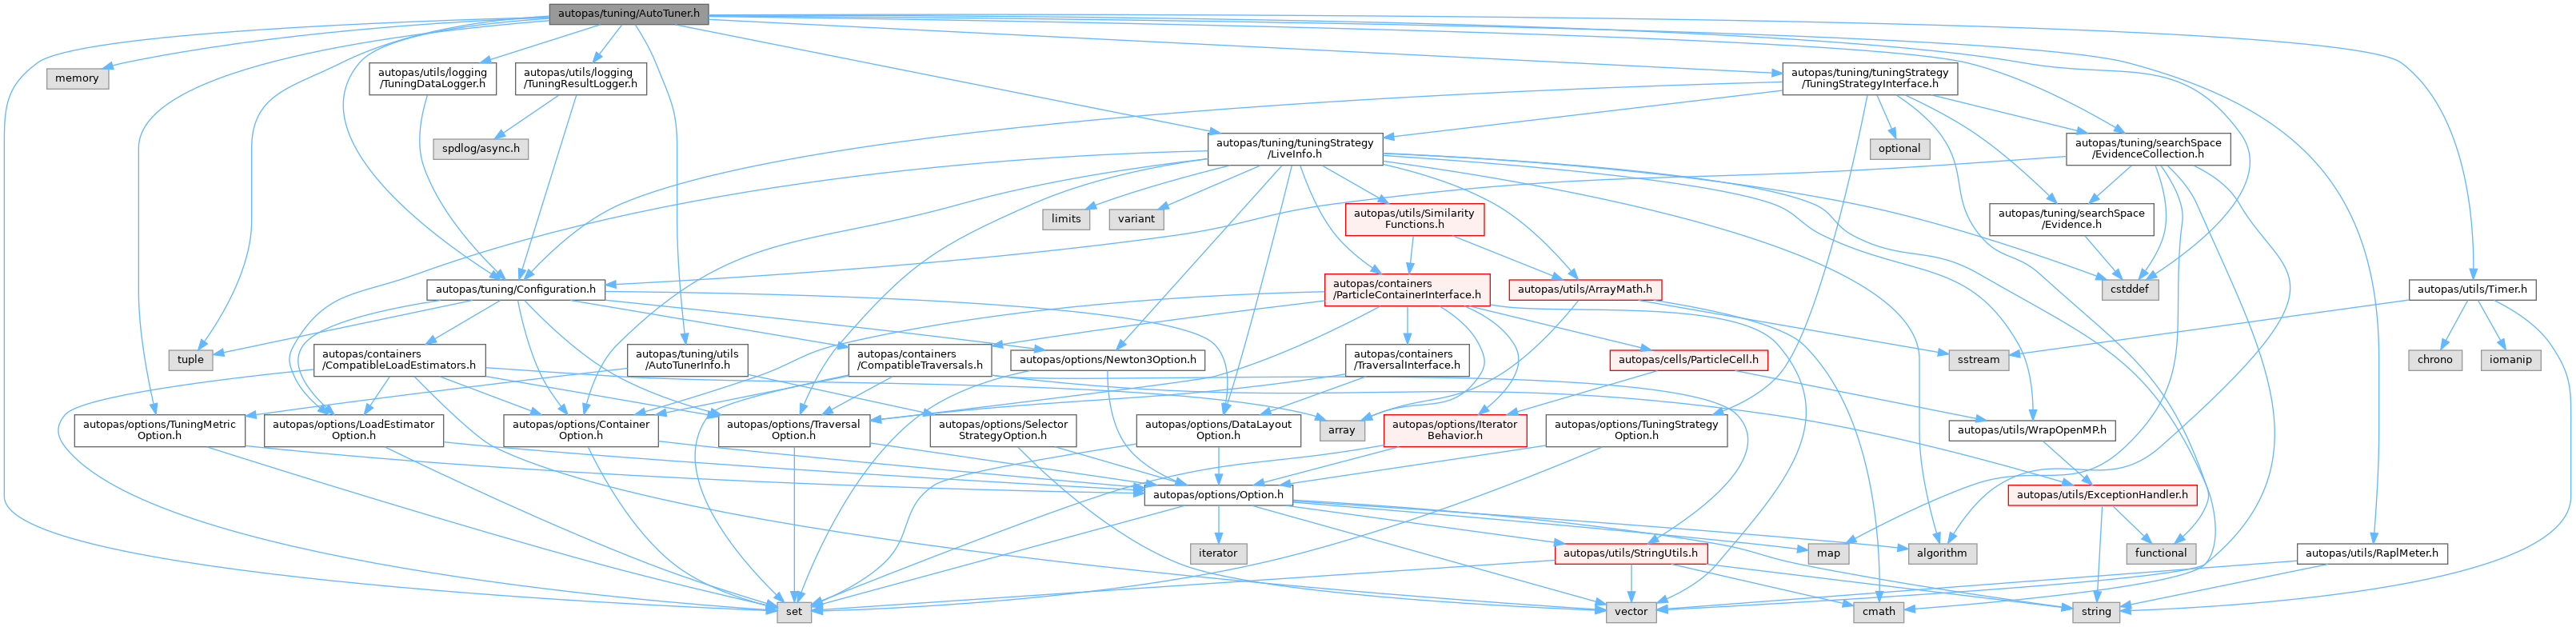 autopas/tuning/AutoTuner.h
memory
autopas/utils/logging
/TuningDataLogger.h
autopas/utils/logging
/TuningResultLogger.h
autopas/tuning/tuningStrategy
/TuningStrategyInterface.h
spdlog/async.h
autopas/tuning/tuningStrategy
/LiveInfo.h
optional
autopas/tuning/searchSpace
/EvidenceCollection.h
limits
variant
autopas/utils/Similarity
Functions.h
autopas/tuning/searchSpace
/Evidence.h
autopas/tuning/Configuration.h
autopas/containers
/ParticleContainerInterface.h
autopas/utils/ArrayMath.h
cstddef
autopas/utils/Timer.h
tuple
autopas/containers
/CompatibleLoadEstimators.h
autopas/tuning/utils
/AutoTunerInfo.h
autopas/containers
/CompatibleTraversals.h
autopas/options/Newton3Option.h
autopas/containers
/TraversalInterface.h
autopas/cells/ParticleCell.h
sstream
chrono
iomanip
autopas/options/TuningMetric
Option.h
autopas/options/LoadEstimator
Option.h
autopas/options/Container
Option.h
autopas/options/Traversal
Option.h
autopas/options/Selector
StrategyOption.h
autopas/options/DataLayout
Option.h
array
autopas/options/Iterator
Behavior.h
autopas/options/TuningStrategy
Option.h
autopas/utils/WrapOpenMP.h
autopas/options/Option.h
autopas/utils/ExceptionHandler.h
iterator
autopas/utils/StringUtils.h
map
algorithm
functional
autopas/utils/RaplMeter.h
set
vector
cmath
string